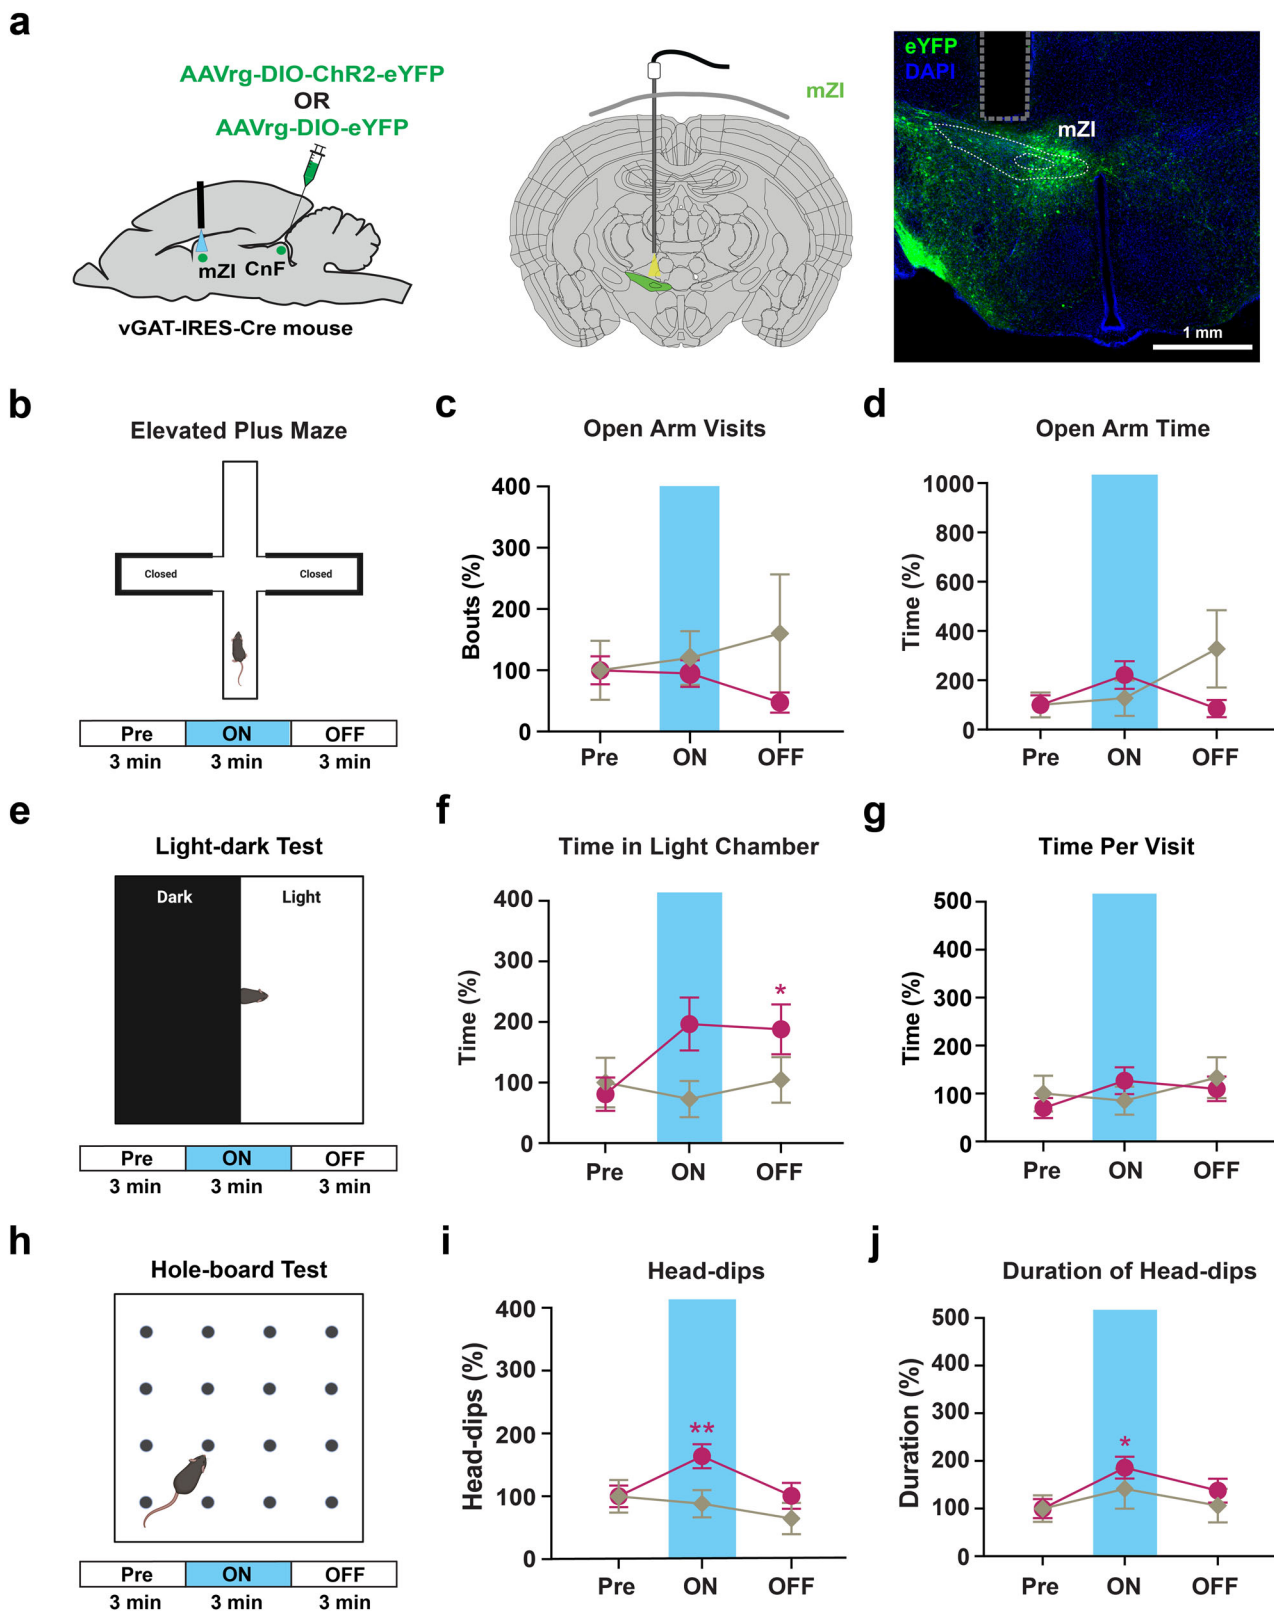 a
AAVrg-DIO-ChR2-eYFP
OR
AAVrg-DIO-eYFP
mZI
CnF
vGAT-IRES-Cre mouse
mZI
eYFP
DAPI
mZI
1 mm
b
Elevated Plus Maze
Closed
Closed
Pre ON OFF
3 min 3 min 3 min
c
Open Arm Visits
Bouts (%)
400
300
200
100
0
Pre ON OFF
d
Open Arm Time
Time (%)
1000
800
600
400
200
0
Pre ON OFF
e
Light-dark Test
Dark Light
Pre ON OFF
3 min 3 min 3 min
f
Time in Light Chamber
Time (%)
400
300
200
100
0
*
Pre ON OFF
g
Time Per Visit
Time (%)
500
400
300
200
100
0
Pre ON OFF
h
Hole-board Test
Pre ON OFF
3 min 3 min 3 min
i
Head-dips
Head-dips (%)
400
300
200
100
0
**
Pre ON OFF
j
Duration of Head-dips
Duration (%)
500
400
300
200
100
0
*
Pre ON OFF